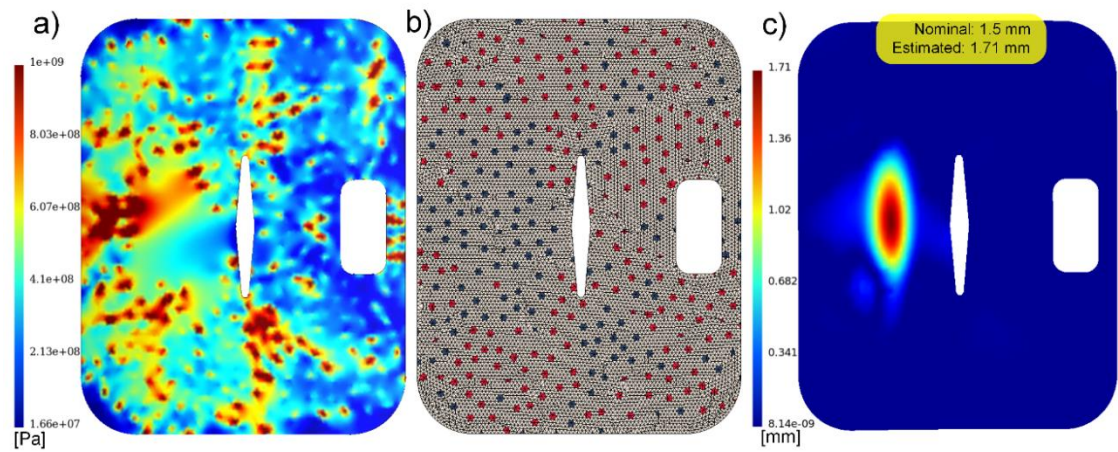 a)
1e+09
8.03e+08
6.07e+08
4.1e+08
2.13e+08
1.66e+07
[Pa]
b)
c)
Nominal: 1.5 mm
Estimated: 1.71 mm
1.71
1.36
1.02
0.682
0.341
8.14e-09
[mm]